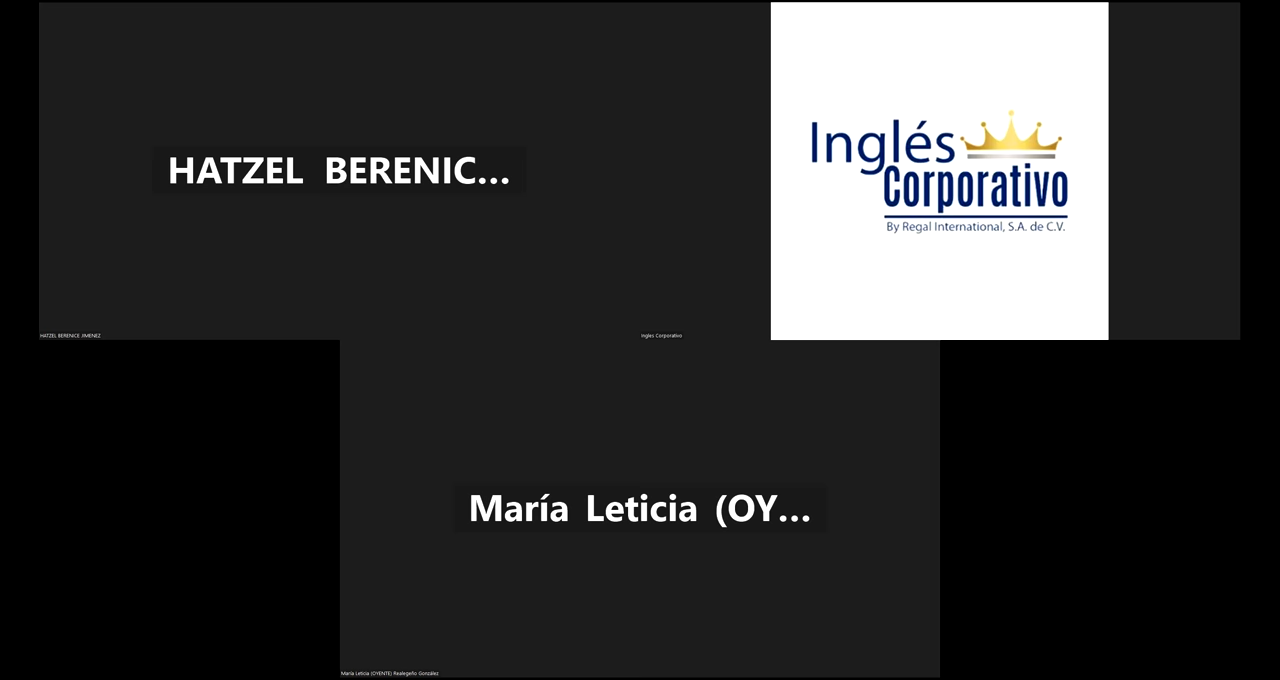 HATZEL BERENIC...
Inglés
Corporativo
By Regal International, S.A. de C.V.
HATZEL BERENICE JIMENEZ
Ingles Corporativo
María Leticia (OY...
María Leticia (OYENTE) Realegeño González